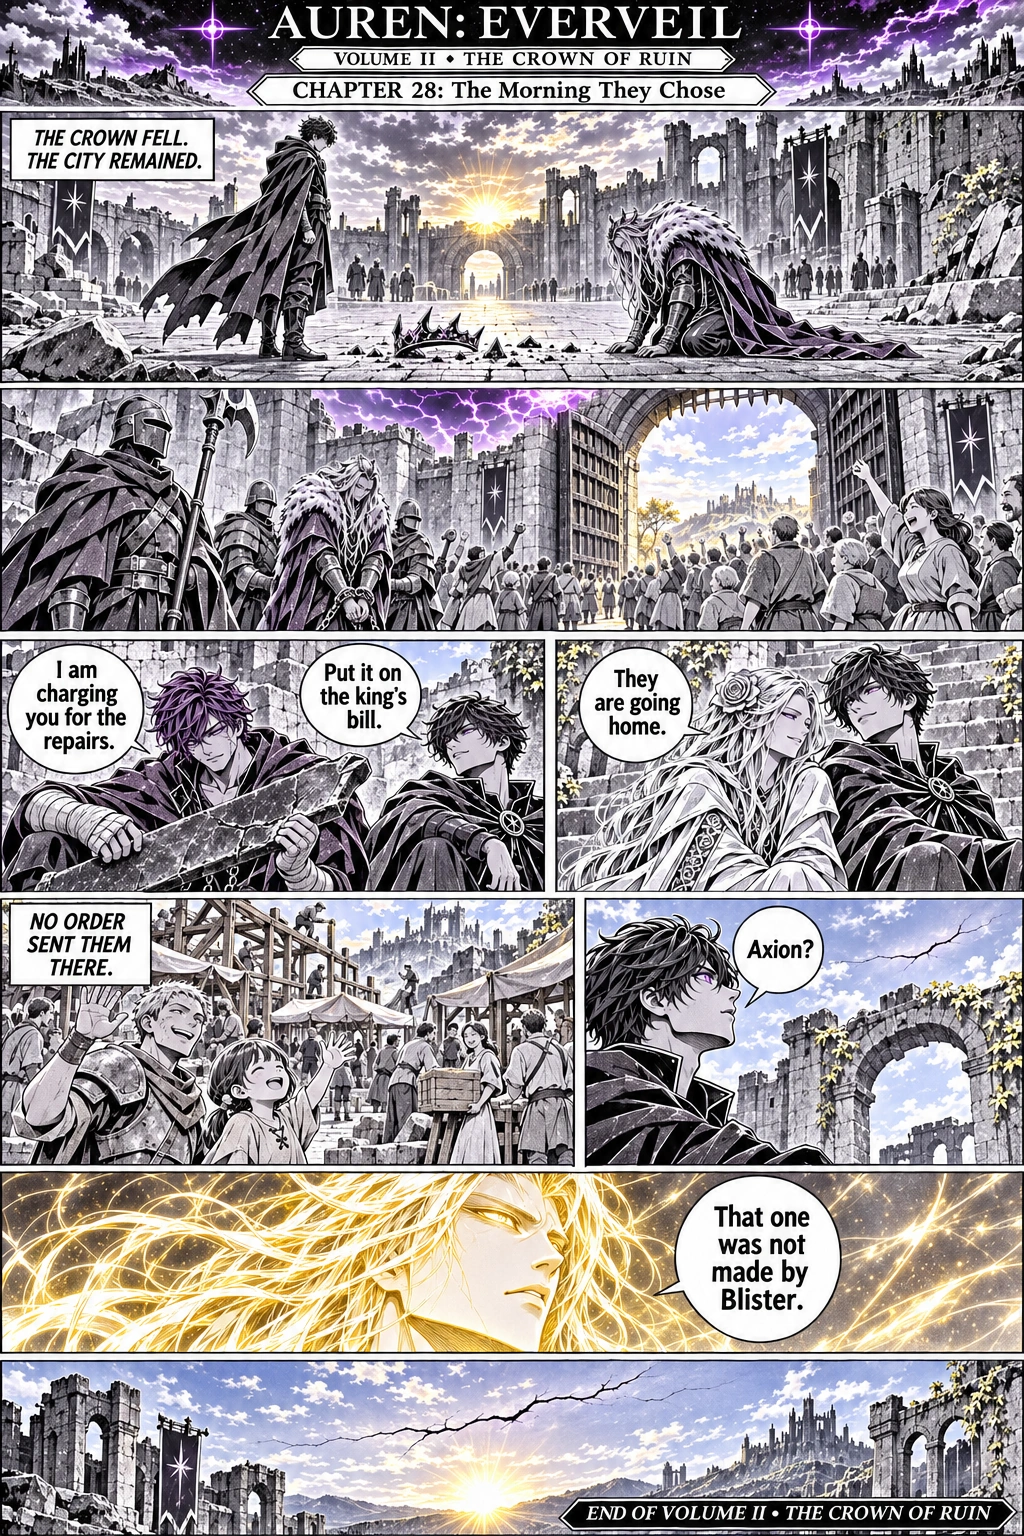 AUREN: EVERVEIL
VOLUME II • THE CROWN OF RUIN
CHAPTER 28: The Morning They Chose
THE CROWN FELL.
THE CITY REMAINED.
I am
charging
you for the
repairs.
Put it on
the king's
bill.
They
are going
home.
NO ORDER
SENT THEM
THERE.
Axion?
That one
was not
made by
Blister.
END OF VOLUME II • THE CROWN OF RUIN